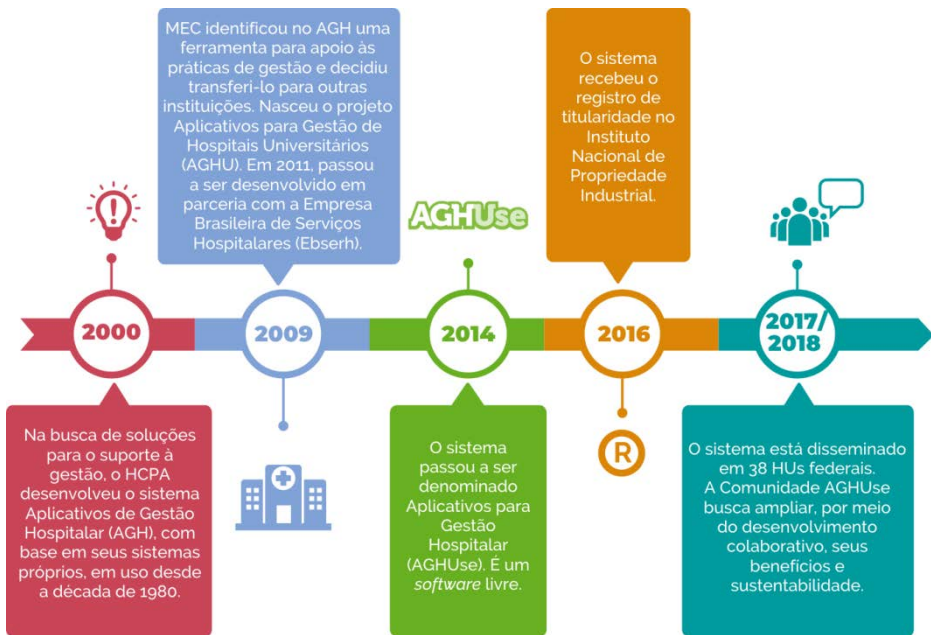 2000
Na busca de soluções
para o suporte à
gestão, o HCPA
desenvolveu o sistema
Aplicativos de Gestão
Hospitalar (AGH), com
base em seus sistemas
próprios, em uso desde
a década de 1980.
MEC identificou no AGH uma
ferramenta para apoio às
práticas de gestão e decidiu
transferi-lo para outras
instituições. Nasceu o projeto
Aplicativos para Gestão de
Hospitais Universitários
(AGHU). Em 2011, passou
a ser desenvolvido em
parceria com a Empresa
Brasileira de Serviços
Hospitalares (Ebserh).
2009
AGHUse
2014
O sistema
passou a ser
denominado
Aplicativos para
Gestão
Hospitalar
(AGHUse). É um
software livre.
O sistema
recebeu o
registro de
titularidade no
Instituto
Nacional de
Propriedade
Industrial.
2016
R
2017/
2018
O sistema está disseminado
em 38 HUs federais.
A Comunidade AGHUse
busca ampliar, por meio
do desenvolvimento
colaborativo, seus
benefícios e
sustentabilidade.